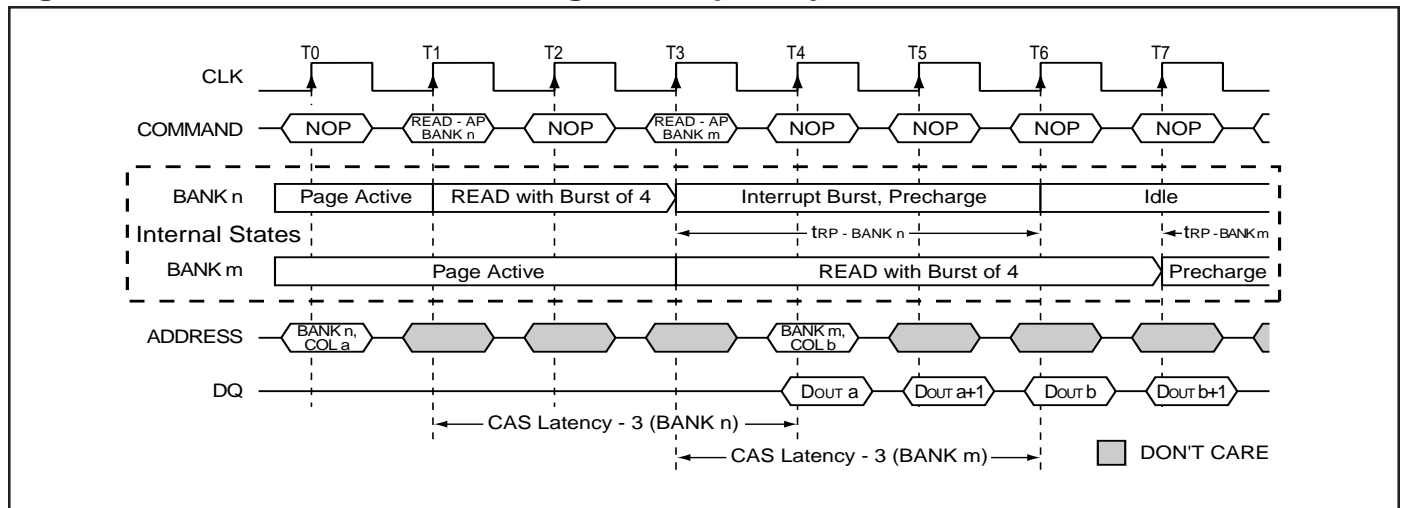 T0 T1 T2 T3 T4 T5 T6 T7
CLK
COMMAND NOP READ - AP BANK n NOP READ - AP BANK m NOP NOP NOP NOP
BANK n Page Active READ with Burst of 4 Interrupt Burst, Precharge Idle
Internal States tRP - BANK n tRP - BANK m
BANK m Page Active READ with Burst of 4 Precharge
ADDRESS BANK n, COL a BANK m, COL b
DQ DOUT a DOUT a+1 DOUT b DOUT b+1
CAS Latency - 3 (BANK n)
CAS Latency - 3 (BANK m) DON'T CARE